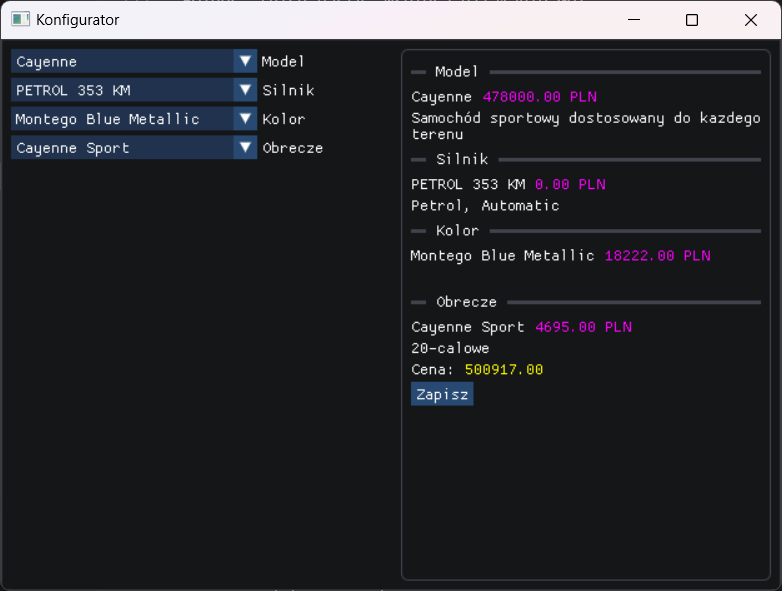 Konfigurator
Cayenne Model
PETROL 353 KM Silnik
Montego Blue Metallic Kolor
Cayenne Sport Obrecze
Model
Cayenne 478000.00 PLN
Samochód sportowy dostosowany do kazdego
terenu
Silnik
PETROL 353 KM 0.00 PLN
Petrol, Automatic
Kolor
Montego Blue Metallic 18222.00 PLN
Obrecze
Cayenne Sport 4695.00 PLN
20-calowe
Cena: 500917.00
Zapisz